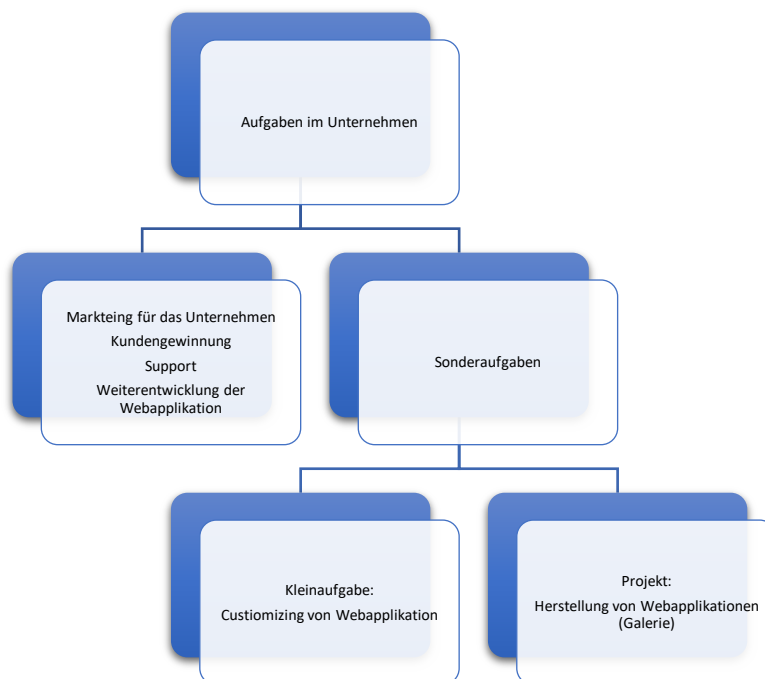 Aufgaben im Unternehmen
Markteing für das Unternehmen
Kundengewinnung
Support
Weiterentwicklung der
Webapplikation
Sonderaufgaben
Kleinaufgabe:
Custiomizing von Webapplikation
Projekt:
Herstellung von Webapplikationen
(Galerie)